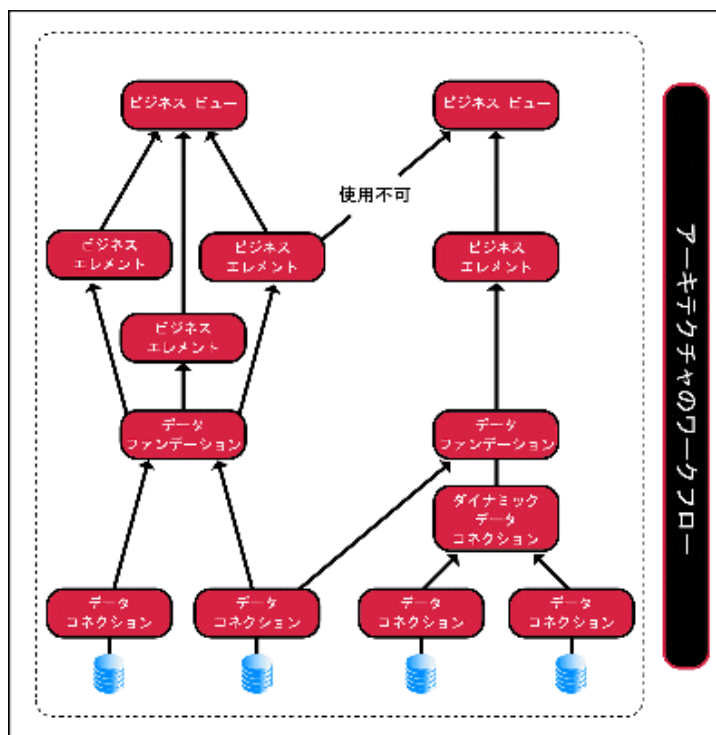 ビジネス ビュー
ビジネス ビュー
使用不可
ビジネス
エレメント
ビジネス
エレメント
ビジネス
エレメント
ビジネス
エレメント
データ
ファンデーション
データ
ファンデーション
ダイナミック
データ
コネクション
データ
コネクション
データ
コネクション
データ
コネクション
データ
コネクション
アーキテクチャのワークフロー